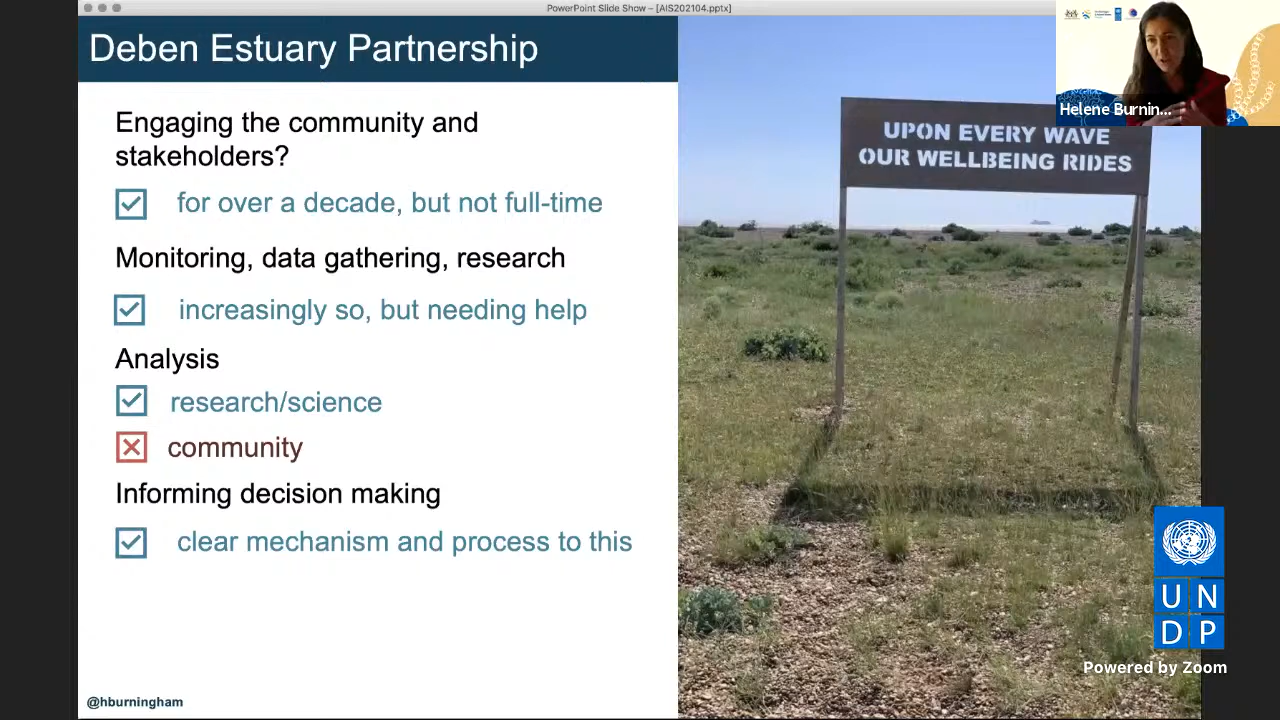 PowerPoint Slide Show – [AIS202104.pptx]
Deben Estuary Partnership
Engaging the community and
stakeholders?
for over a decade, but not full-time
Monitoring, data gathering, research
increasingly so, but needing help
Analysis
research/science
community
Informing decision making
clear mechanism and process to this
@hburningham
UPON EVERY WAVE
OUR WELLBEING RIDES
Helene Burnin...
U N
D P
Powered by Zoom